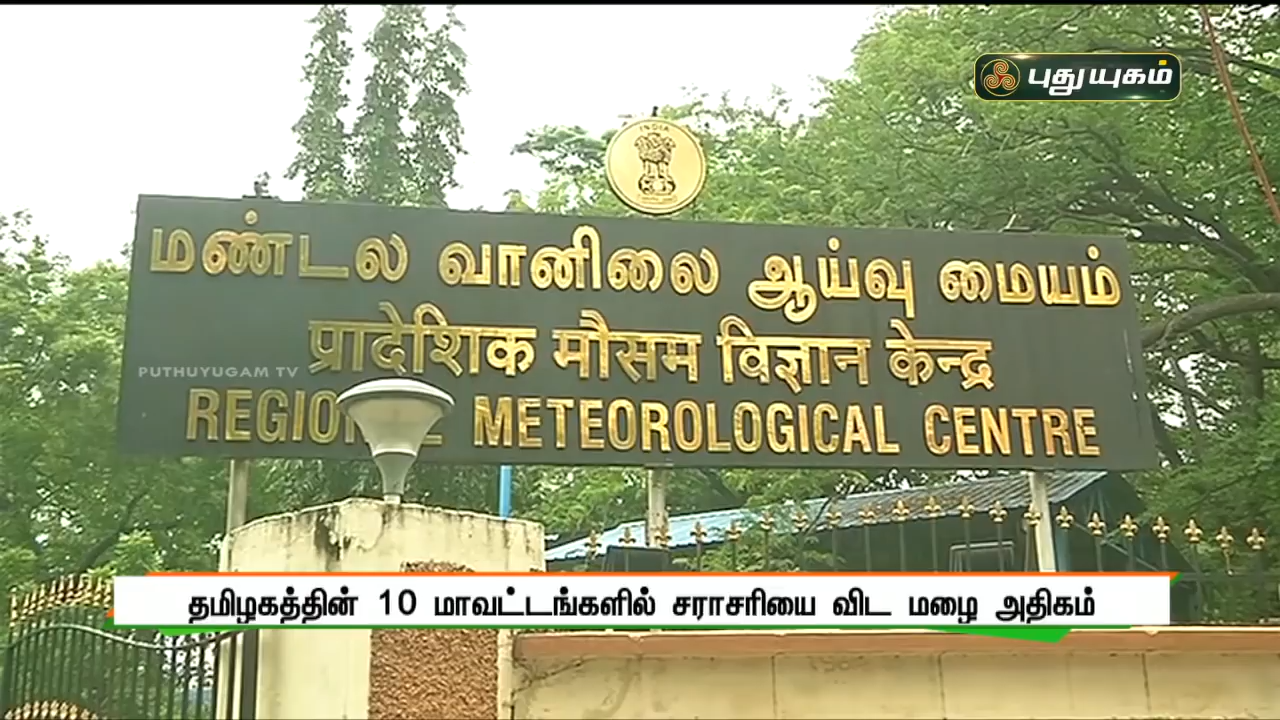 புதுயுகம்
INDIA
மண்டல வானிலை ஆய்வு மையம்
प्रादेशिक मौसम विज्ञान केन्द्र
PUTHUYUGAM TV
METEOROLOGICAL CENTRE
தமிழகத்தின் 10 மாவட்டங்களில் சராசரியை விட மழை அதிகம்